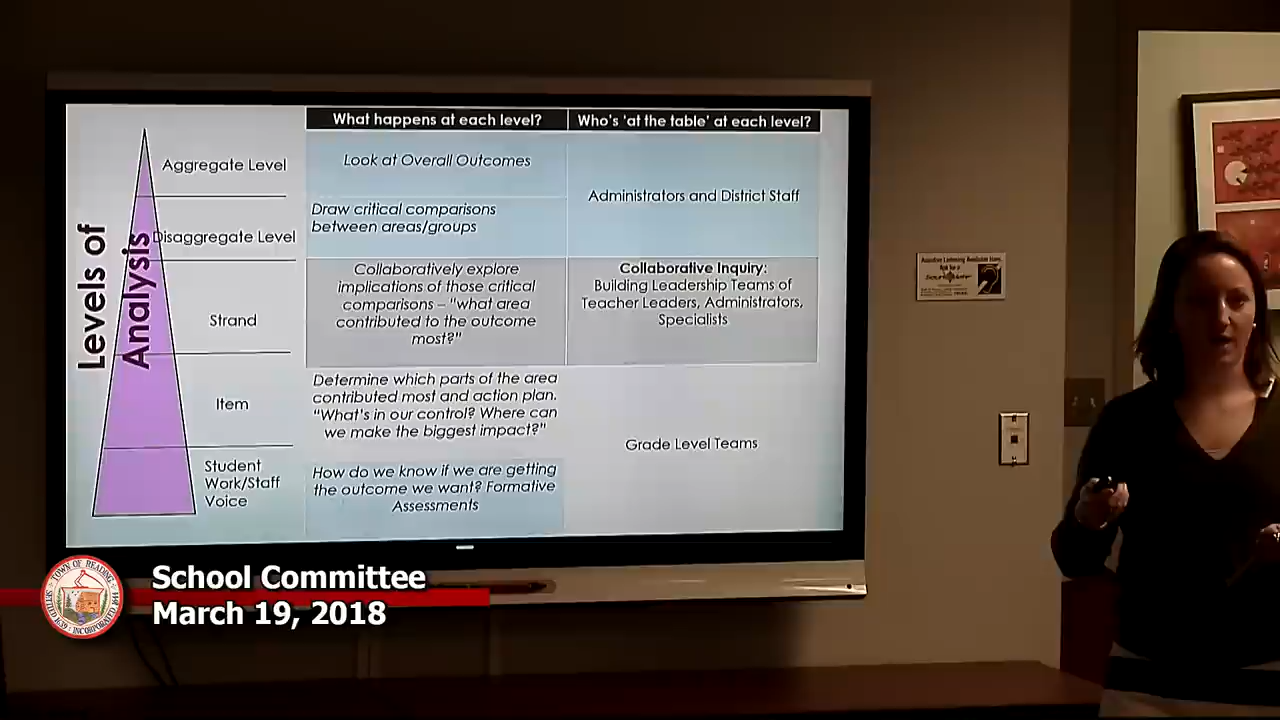 What happens at each level?
Who's 'at the table' at each level?
Levels of
Analysis
Aggregate Level
Look at Overall Outcomes
Administrators and District Staff
Disaggregate Level
Draw critical comparisons
between areas/groups
Strand
Collaboratively explore
implications of those critical
comparisons – "what area
contributed to the outcome
most?"
Collaborative Inquiry:
Building Leadership Teams of
Teacher Leaders, Administrators,
Specialists
Item
Determine which parts of the area
contributed most and action plan.
"What's in our control? Where can
we make the biggest impact?"
Grade Level Teams
Student
Work/Staff
Voice
How do we know if we are getting
the outcome we want? Formative
Assessments
School Committee
March 19, 2018
TOWN OF READING